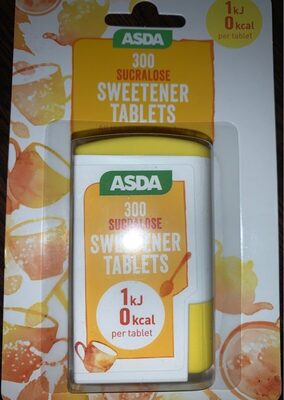 ASDA
300
SUCRALOSE
SWEETENER
TABLETS
1kJ
0kcal
per tablet
ASDA
300
SUCRALOSE
SWEETENER
TABLETS
1kJ
0kcal
per tablet